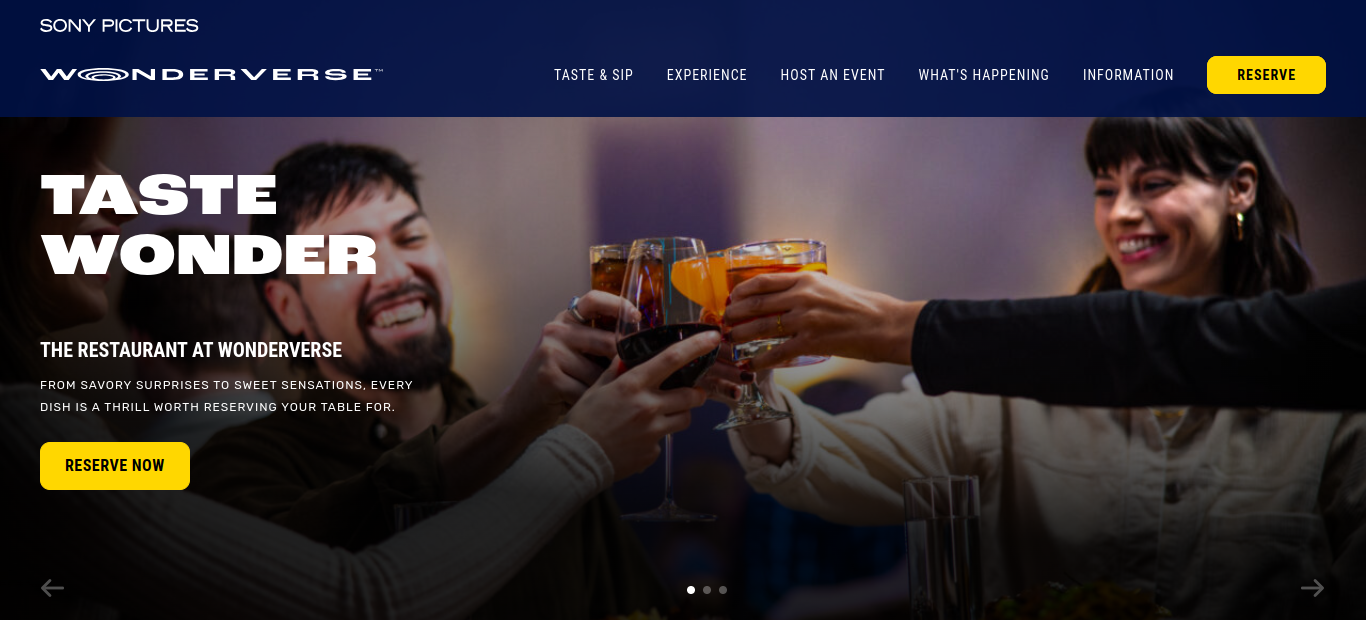 SONY PICTURES
WONDERVERSE™
TASTE & SIP
EXPERIENCE
HOST AN EVENT
WHAT'S HAPPENING
INFORMATION
RESERVE
TASTE
WONDER
THE RESTAURANT AT WONDERVERSE
FROM SAVORY SURPRISES TO SWEET SENSATIONS, EVERY
DISH IS A THRILL WORTH RESERVING YOUR TABLE FOR.
RESERVE NOW